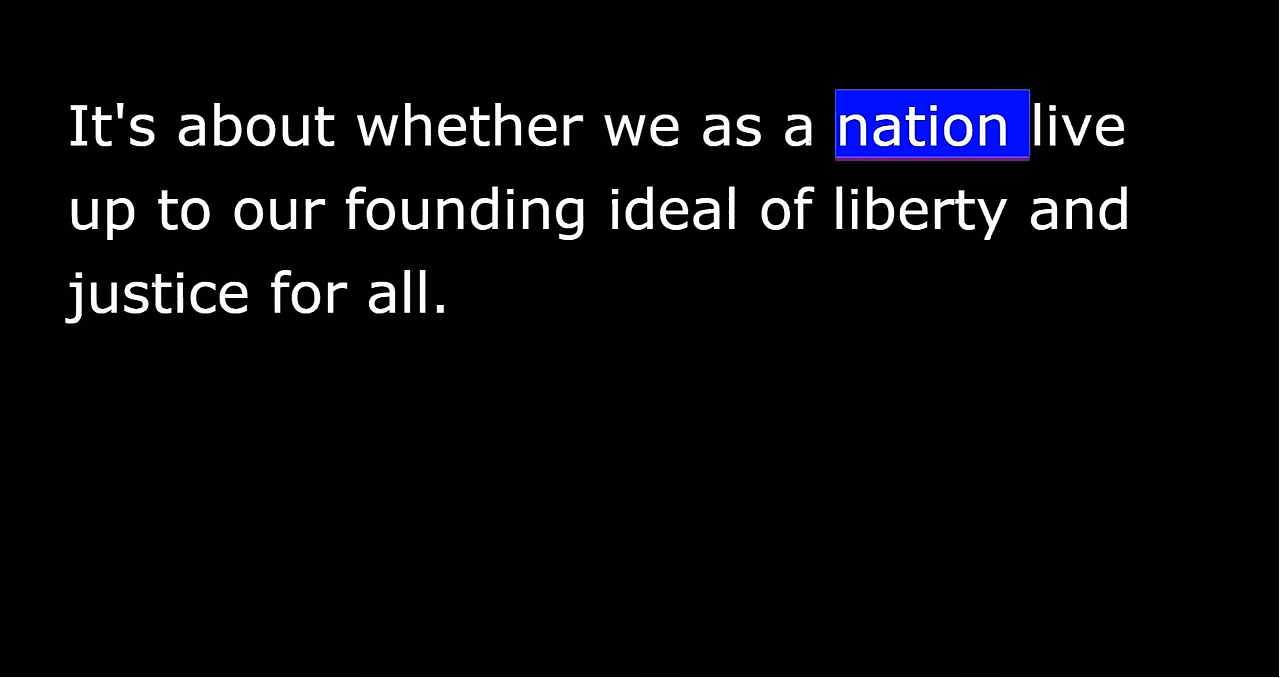 It's about whether we as a nation live
up to our founding ideal of liberty and
justice for all.